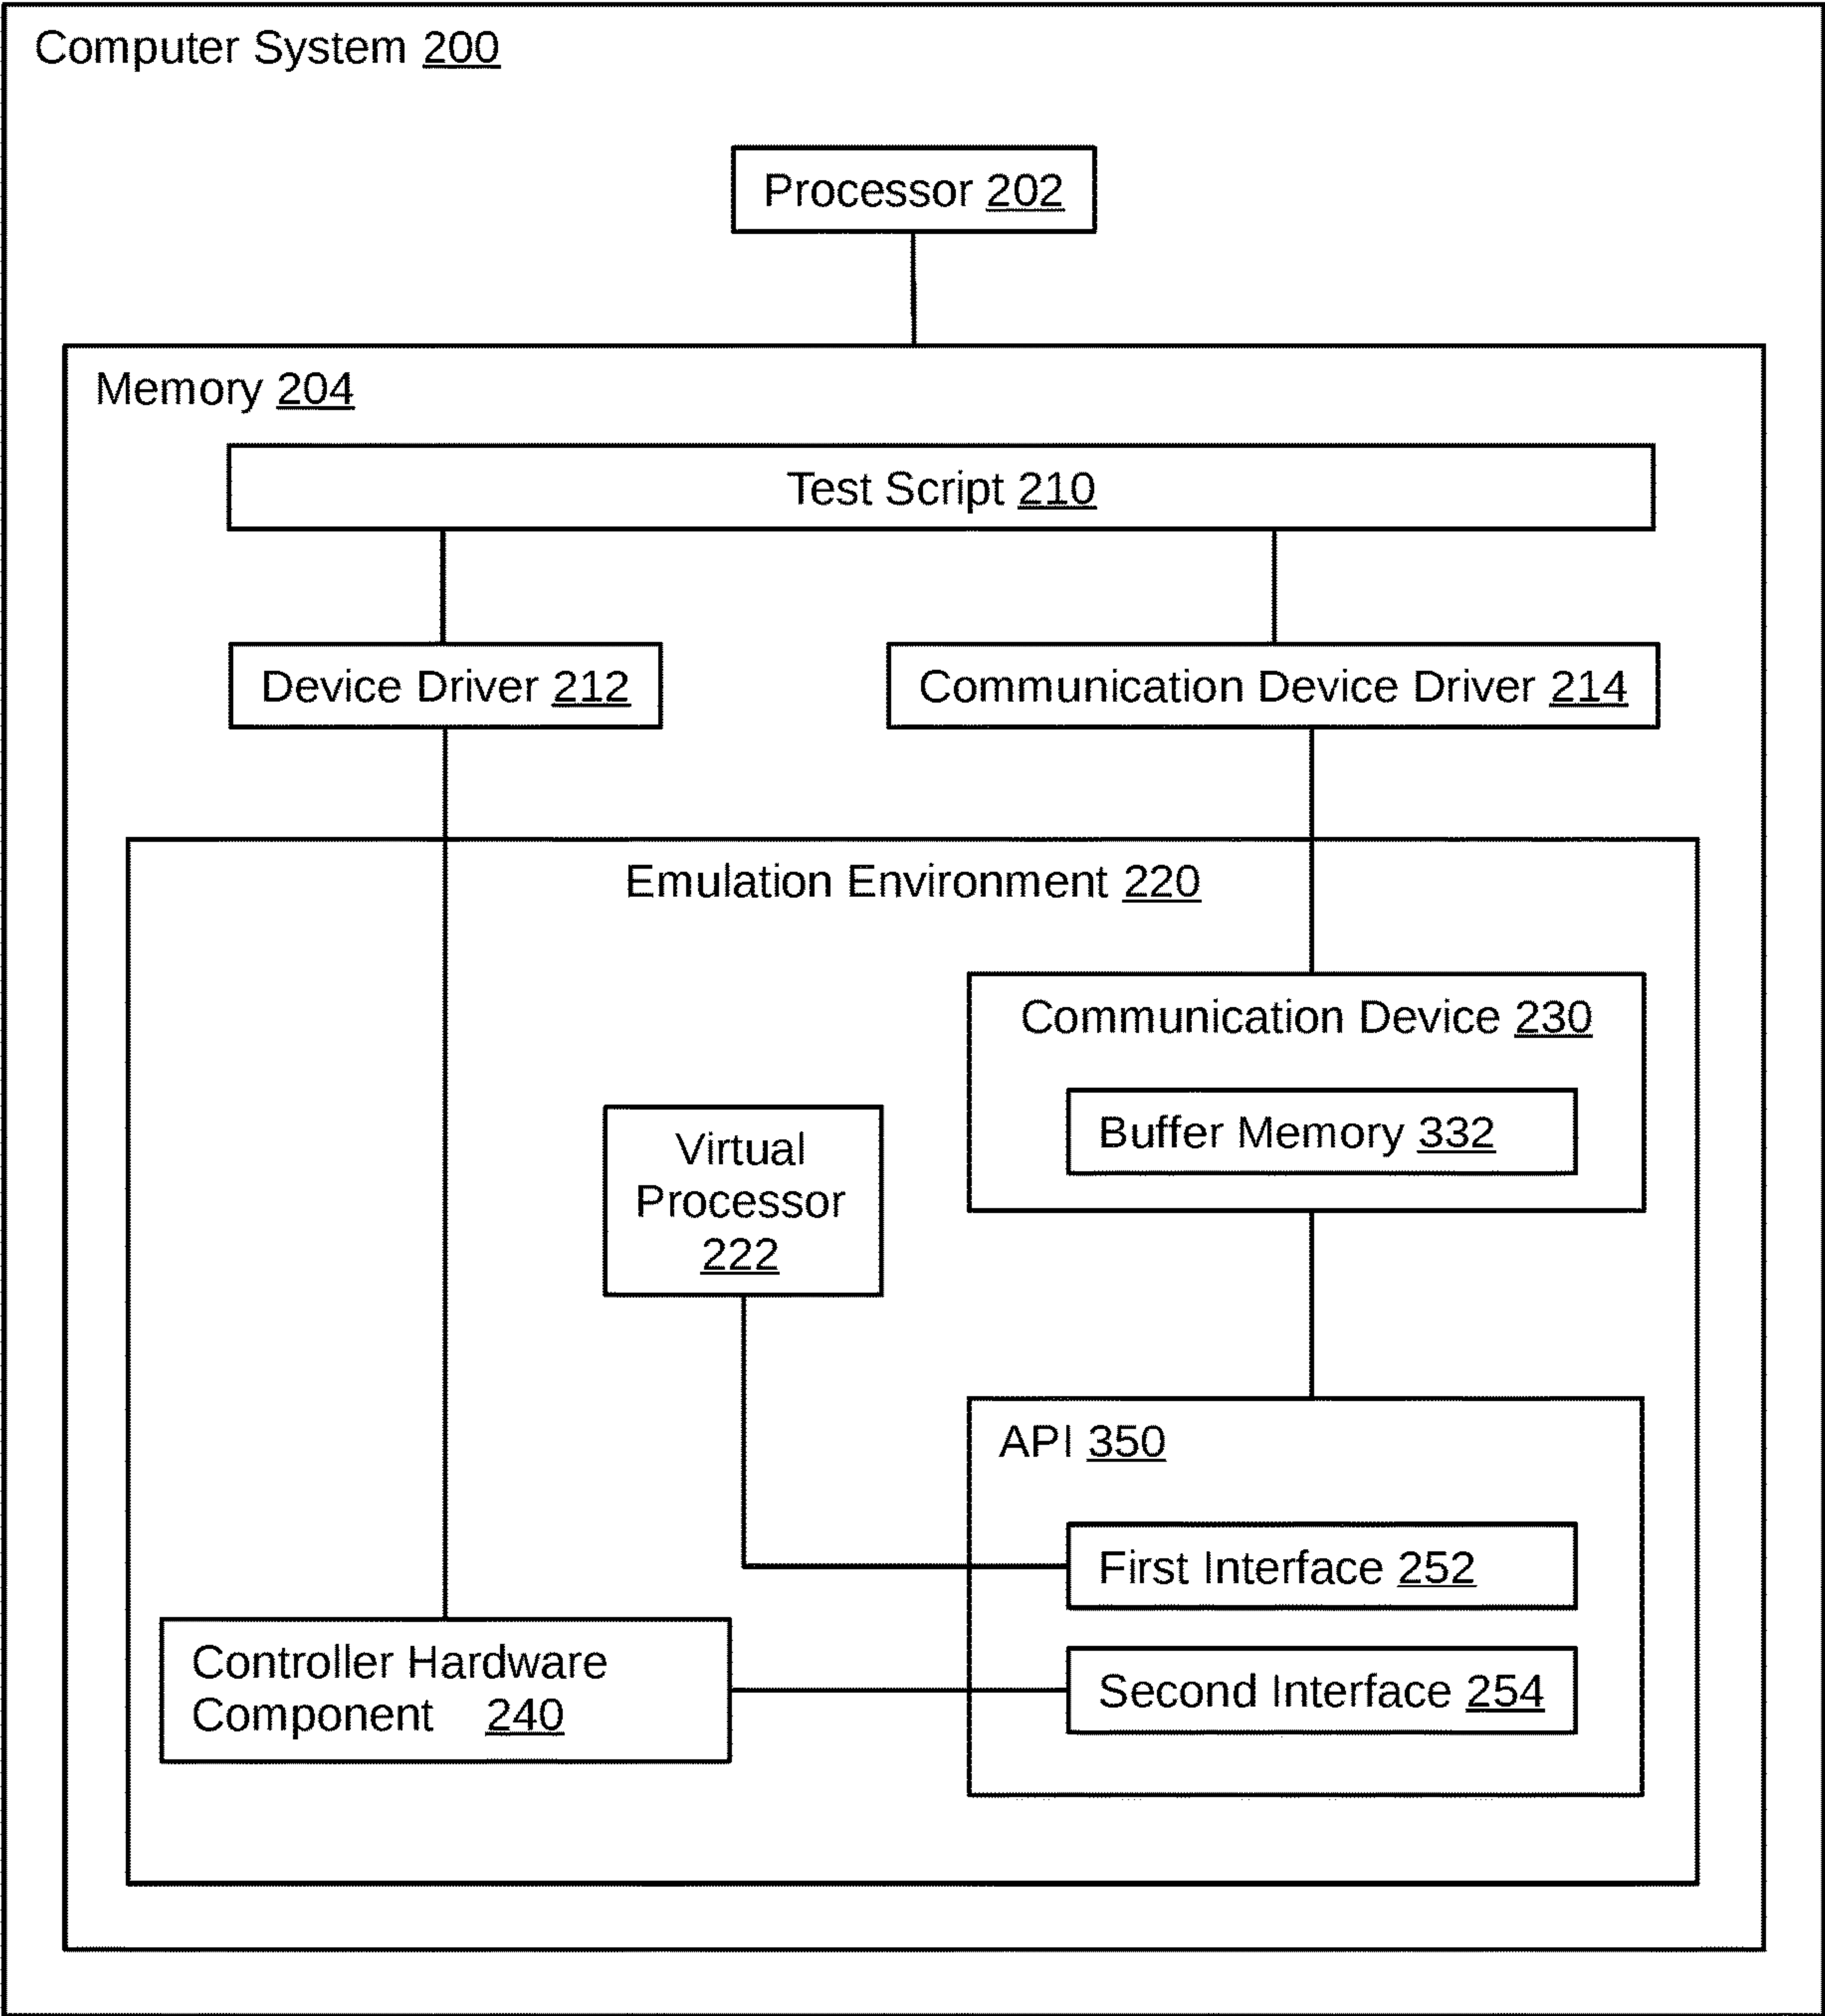 Computer System 200
Processor 202
Memory 204
Test Script 210
Device Driver 212
Communication Device Driver 214
Emulation Environment 220
Communication Device 230
Buffer Memory 332
Virtual
Processor
222
API 350
First Interface 252
Controller Hardware
Component 240
Second Interface 254